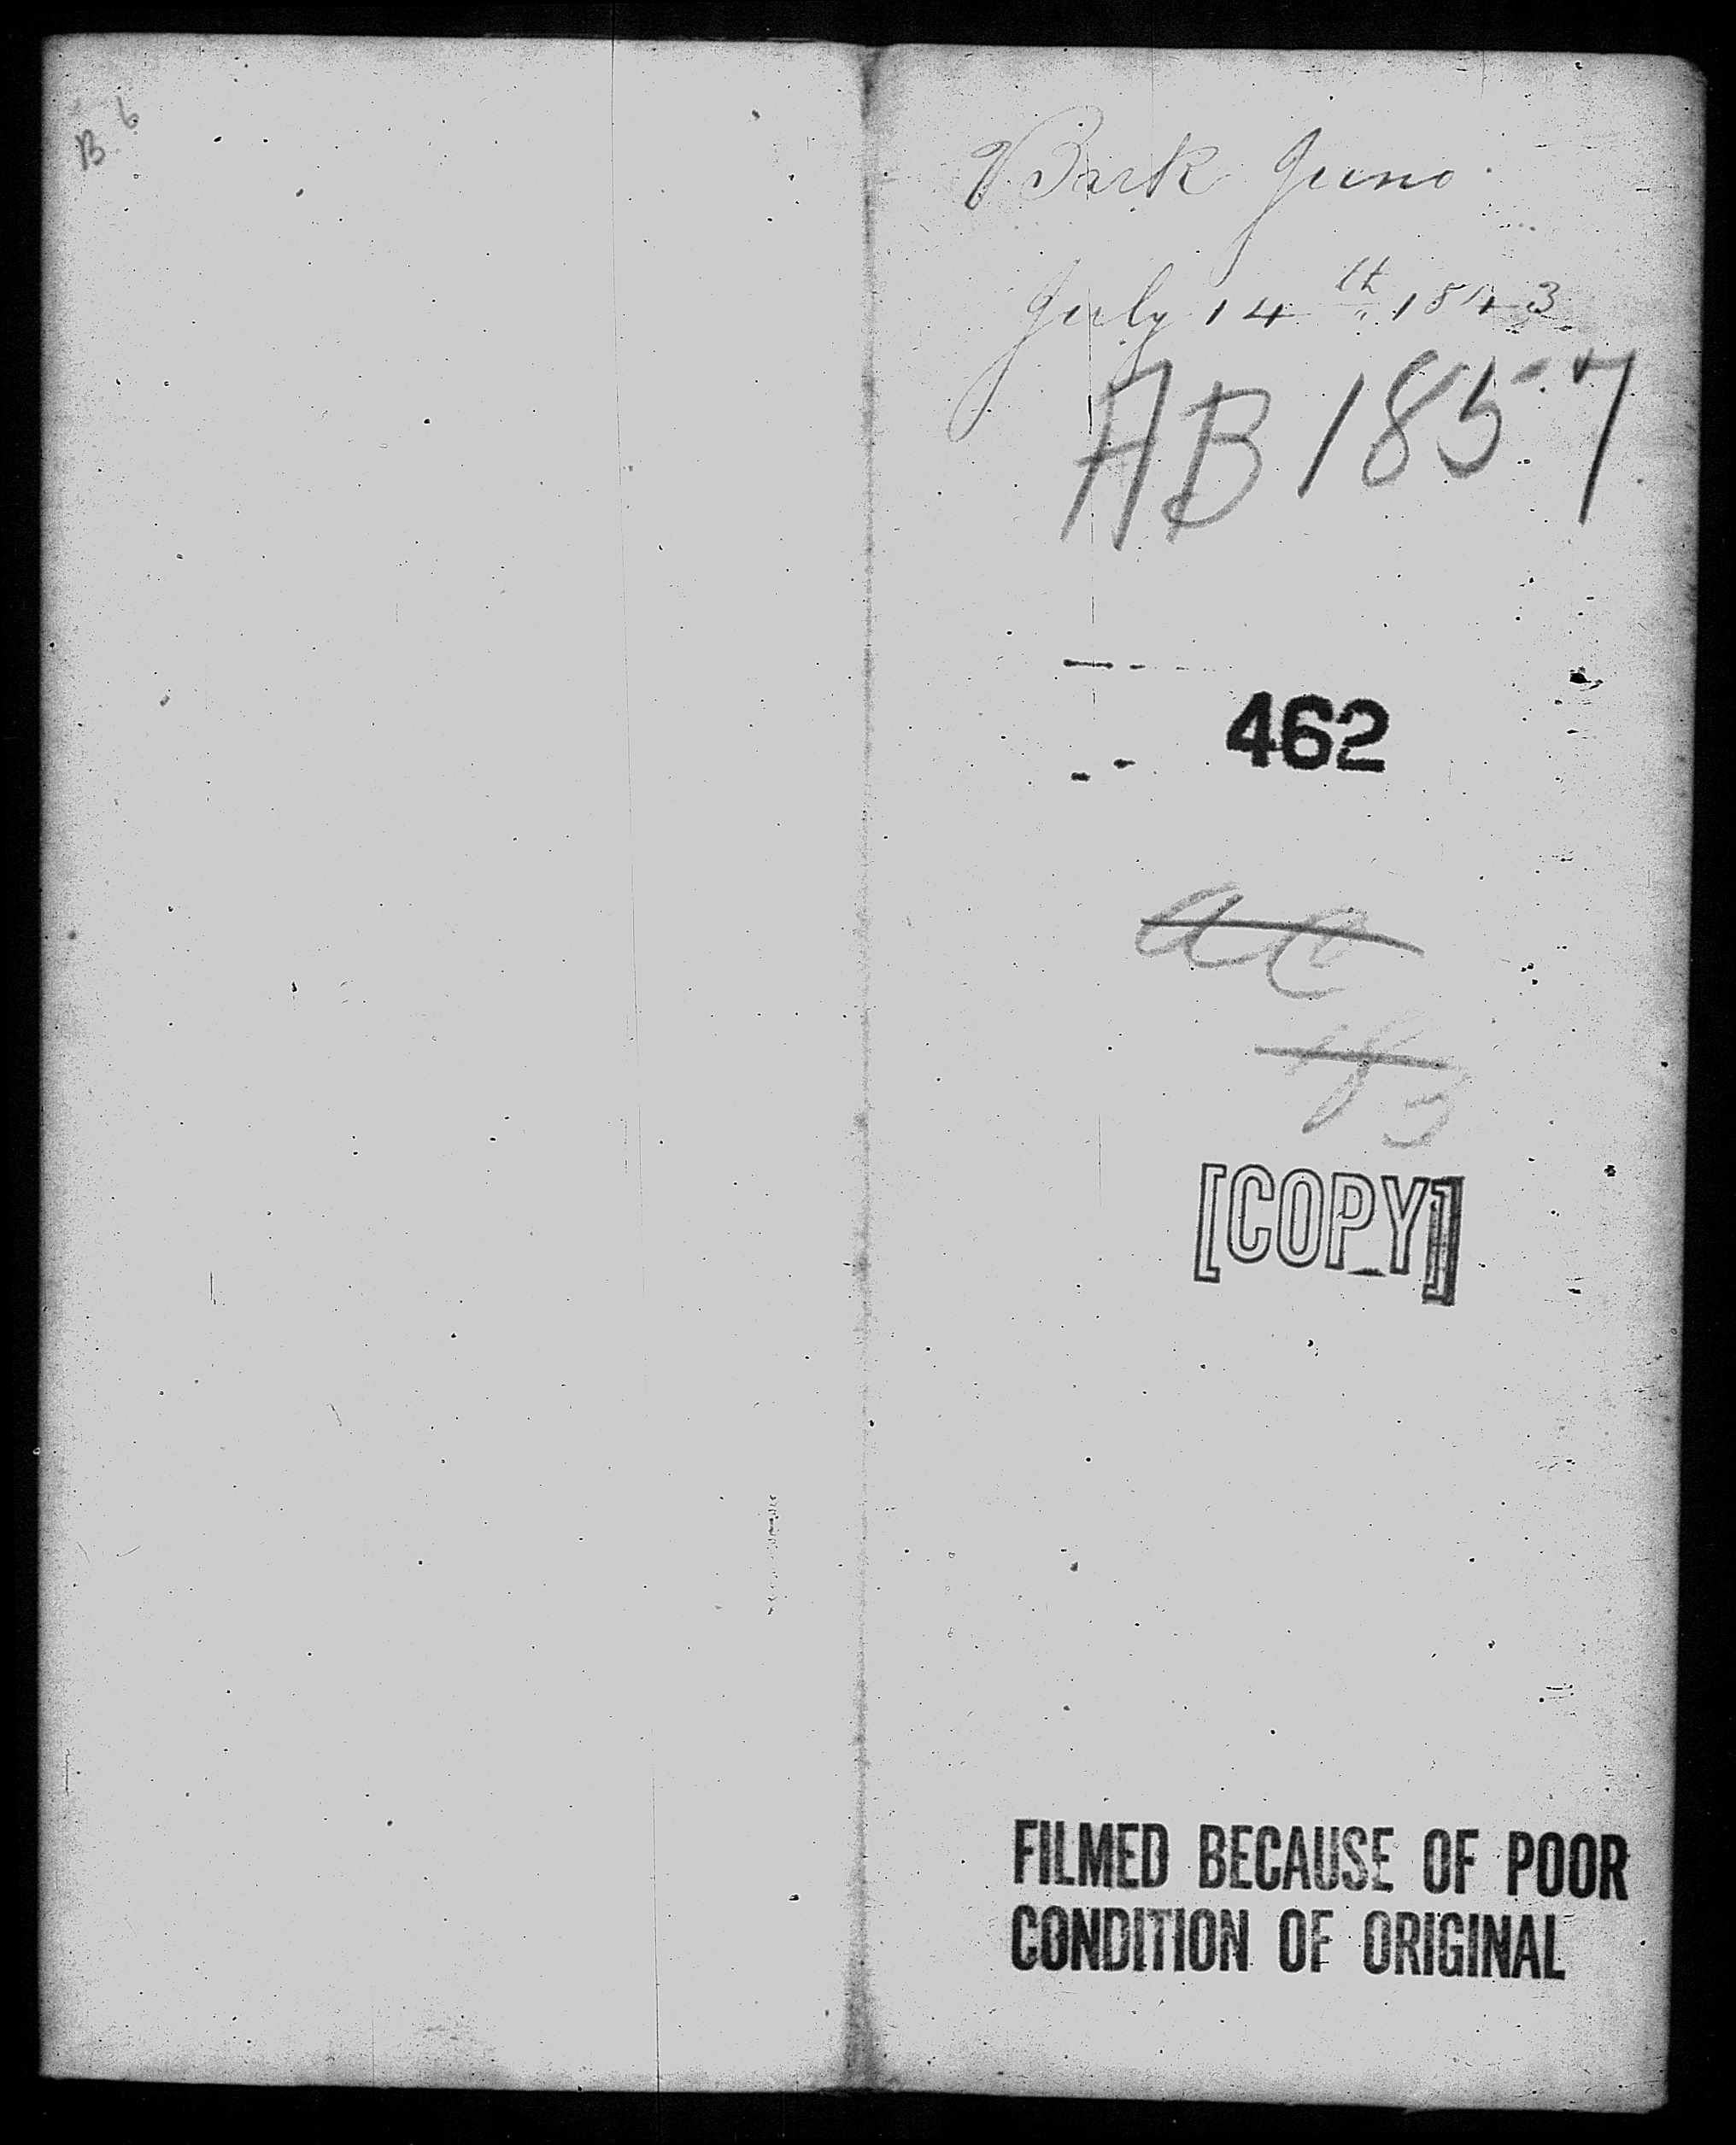 B 6
Bark Juno
July 14th 1843
AB 1857
462
[COPY]
FILMED BECAUSE OF POOR
CONDITION OF ORIGINAL